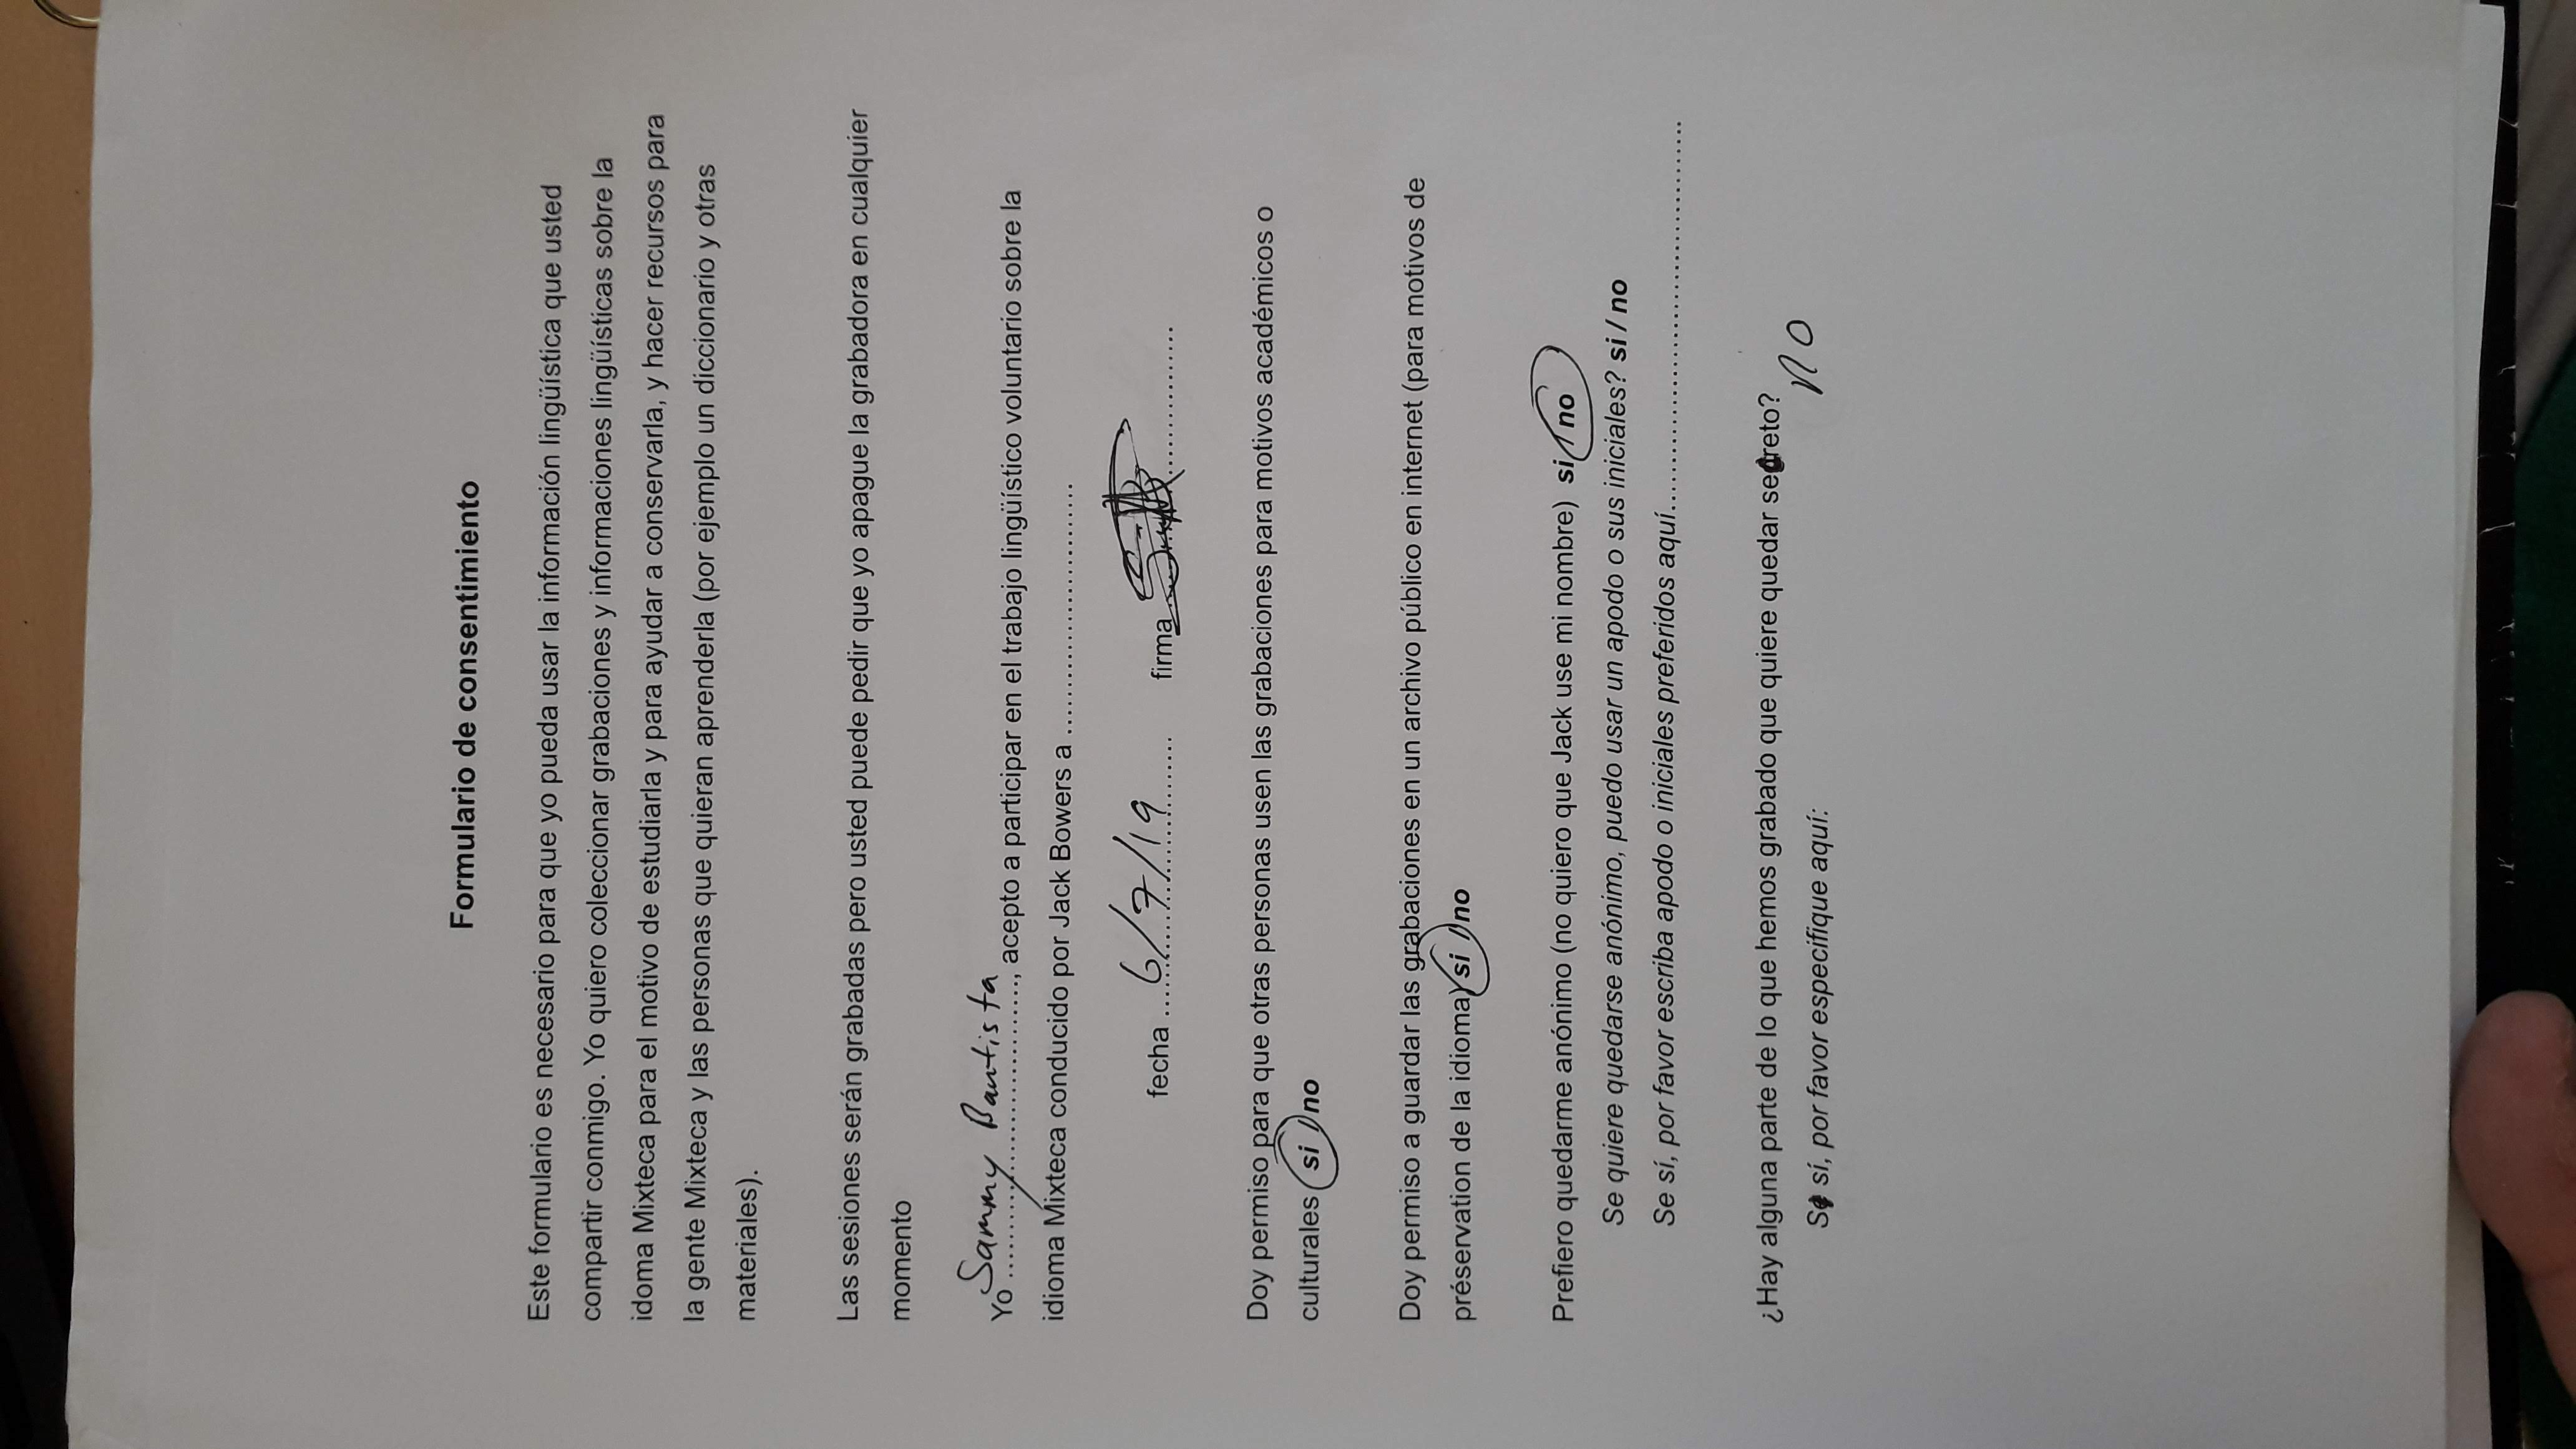 Formulario de consentimiento
Este formulario es necesario para que yo pueda usar la información lingüística que usted
compartir conmigo. Yo quiero coleccionar grabaciones y informaciones lingüísticas sobre la
idoma Mixteca para el motivo de estudiarla y para ayudar a conservarla, y hacer recursos para
la gente Mixteca y las personas que quieran aprenderla (por ejemplo un diccionario y otras
materiales).
Las sesiones serán grabadas pero usted puede pedir que yo apague la grabadora en cualquier
momento
Yo Sammy Bautista, acepto a participar en el trabajo lingüístico voluntario sobre la
idioma Mixteca conducido por Jack Bowers a ...........................
fecha 6/7/19 firma
Doy permiso para que otras personas usen las grabaciones para motivos académicos o
culturales si / no
Doy permiso a guardar las grabaciones en un archivo público en internet (para motivos de
préservation de la idioma) si / no
Prefiero quedarme anónimo (no quiero que Jack use mi nombre) si / no
Se quiere quedarse anónimo, puedo usar un apodo o sus iniciales? si / no
Se sí, por favor escriba apodo o iniciales preferidos aquí..........................................
¿Hay alguna parte de lo que hemos grabado que quiere quedar secreto? no
Si sí, por favor especifique aquí: